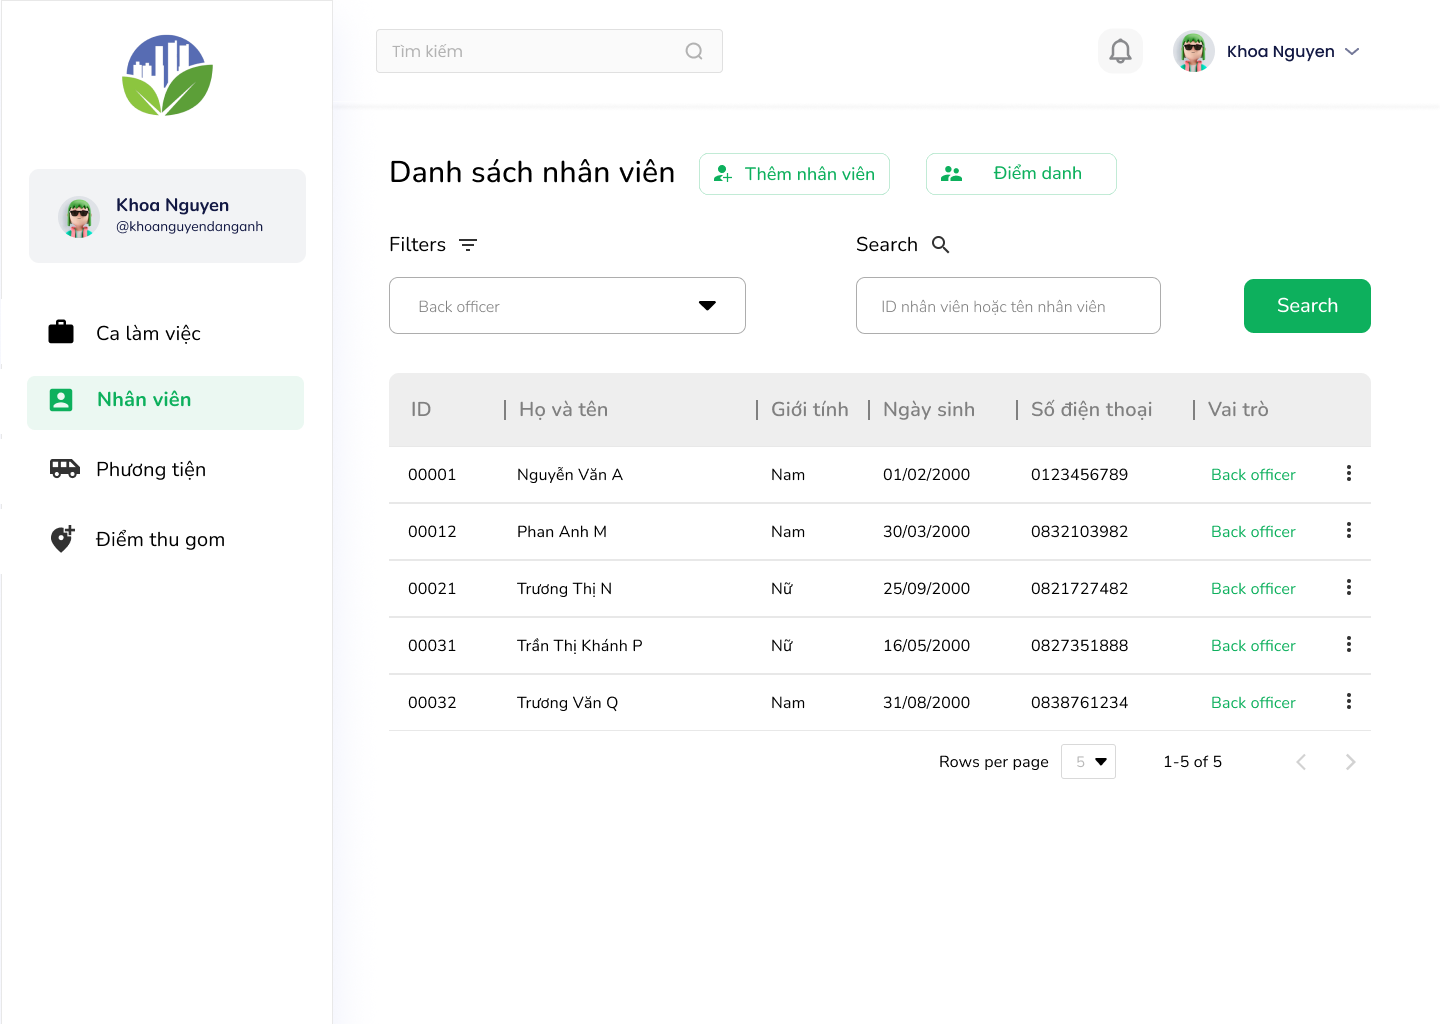 Tìm kiếm
Khoa Nguyen
Khoa Nguyen
@khoanguyendanganh
Ca làm việc
Nhân viên
Phương tiện
Điểm thu gom
Danh sách nhân viên
Thêm nhân viên
Điểm danh
Filters
Search
Back officer
ID nhân viên hoặc tên nhân viên
Search
ID | Họ và tên | Giới tính | Ngày sinh | Số điện thoại | Vai trò
00001 Nguyễn Văn A Nam 01/02/2000 0123456789 Back officer
00012 Phan Anh M Nam 30/03/2000 0832103982 Back officer
00021 Trương Thị N Nữ 25/09/2000 0821727482 Back officer
00031 Trần Thị Khánh P Nữ 16/05/2000 0827351888 Back officer
00032 Trương Văn Q Nam 31/08/2000 0838761234 Back officer
Rows per page 5 1-5 of 5